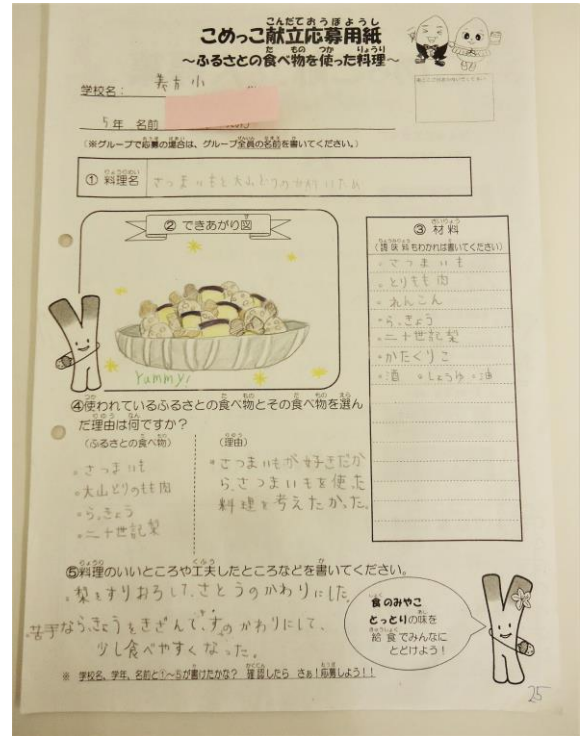 こめっこ献立応募用紙
こんだておうぼようし
～ふるさとの食べ物を使った料理～
学校名：
5年 名前
（※グループで応募の場合は、グループ全員の名前を書いてください。）
① 料理名 さつまいもと大山どりの
② できあがり図
Yummy!
③ 材料
（調味料もわかれば書いてください）
・さつまいも
・とりもも肉
・れんこん
・らっきょう
・二十世記梨
・かたくりこ
・酒 ・しょうゆ ・油
④使われているふるさとの食べ物とその食べ物を選ん
だ理由は何ですか？
（ふるさとの食べ物）
・さつまいも
・大山どりのもも肉
・らっきょう
・二十世記梨
（理由）
・さつまいもが好きだか
ら、さつまいもを使った
料理を考えたかった。
⑤料理のいいところや工夫したところなどを書いてください。
・梨をすりおろして、さとうのかわりにした。
・苦手ならっきょうをきざんで、すのかわりにして、
少し食べやすくなった。
食のみやこ
とっとりの味を
給食でみんなに
とどけよう！
※ 学校名、学年、名前と①～⑤が書けたかな？ 確認したら さぁ！応募しよう！！
25